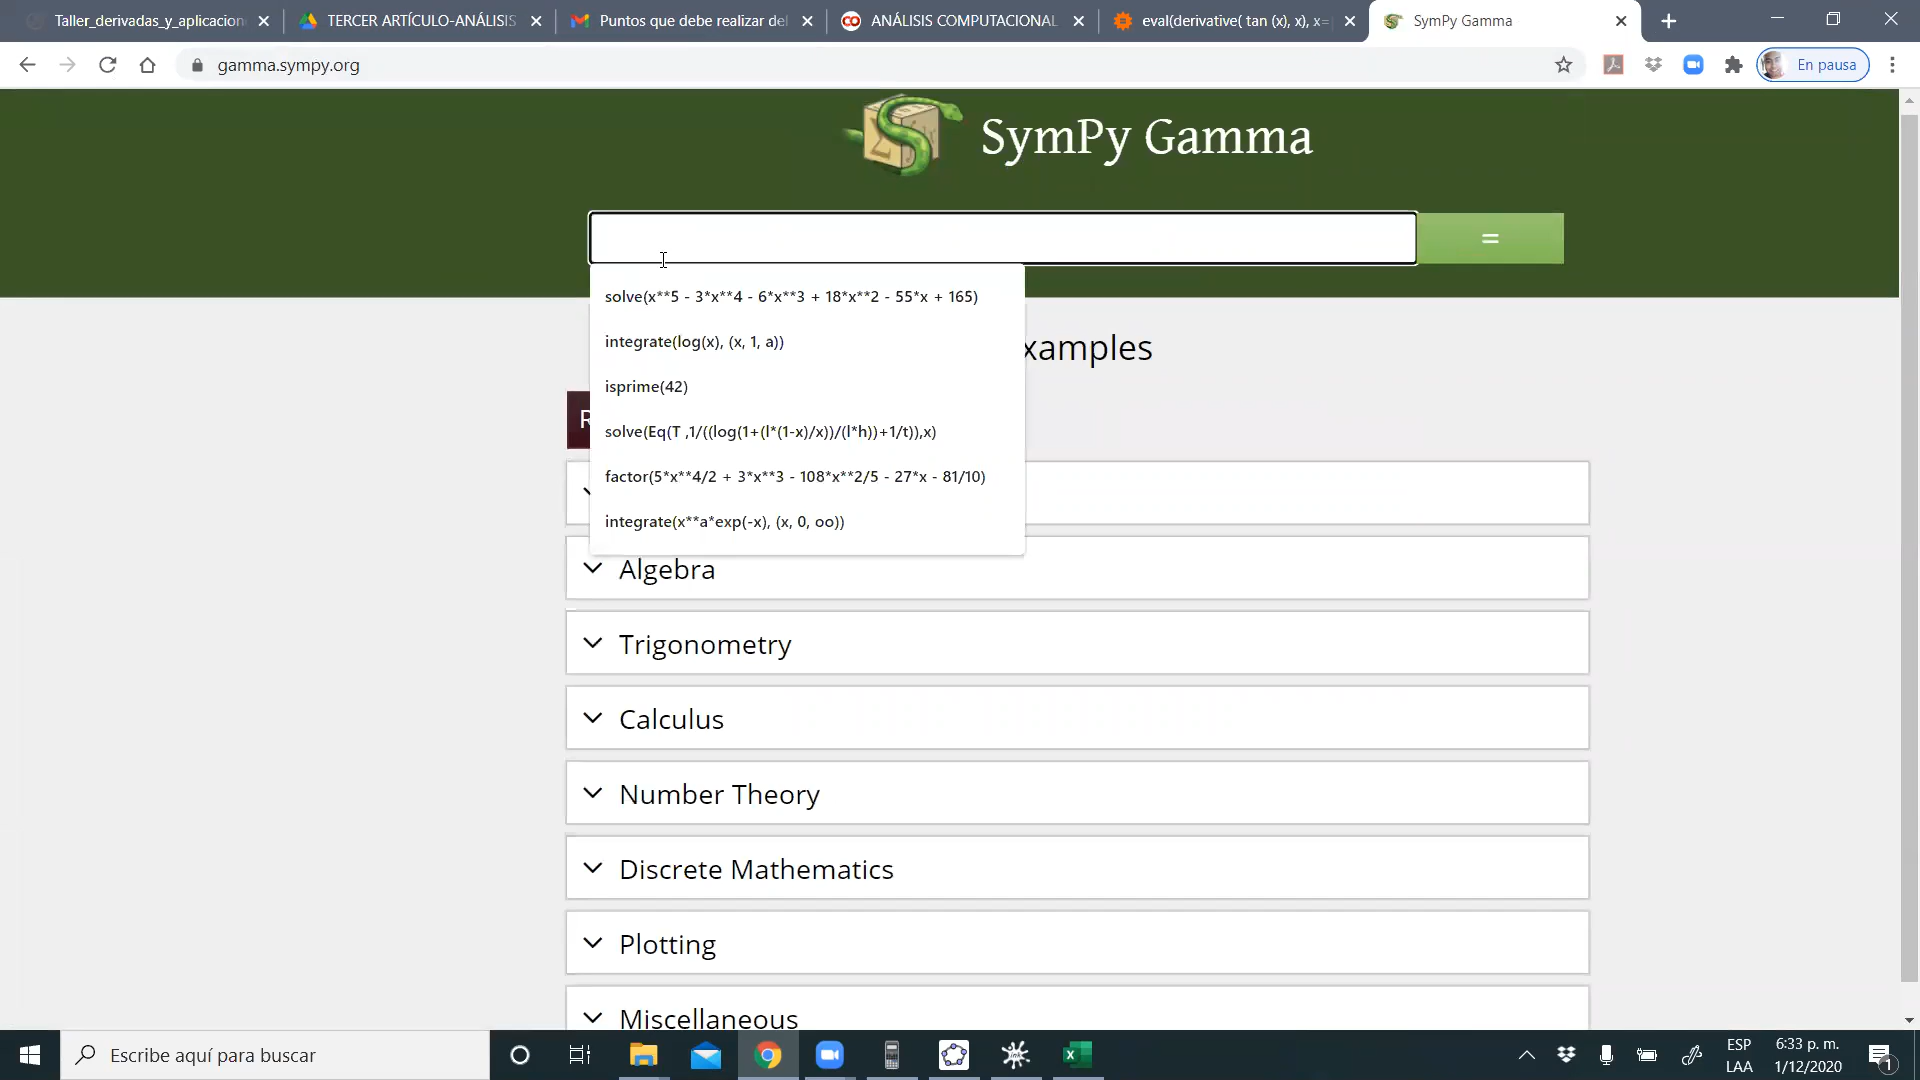 Taller_derivadas_y_aplicacion
TERCER ARTÍCULO-ANÁLISIS
Puntos que debe realizar del
ANÁLISIS COMPUTACIONAL
eval(derivative( tan (x), x), x=
SymPy Gamma
gamma.sympy.org
En pausa
SymPy Gamma
=
solve(x**5 - 3*x**4 - 6*x**3 + 18*x**2 - 55*x + 165)
integrate(log(x), (x, 1, a))
xamples
isprime(42)
R
solve(Eq(T ,1/((log(1+(l*(1-x)/x))/(l*h))+1/t)),x)
factor(5*x**4/2 + 3*x**3 - 108*x**2/5 - 27*x - 81/10)
integrate(x**a*exp(-x), (x, 0, oo))
Algebra
Trigonometry
Calculus
Number Theory
Discrete Mathematics
Plotting
Miscellaneous
Escribe aquí para buscar
ESP
LAA
6:33 p. m.
1/12/2020
1